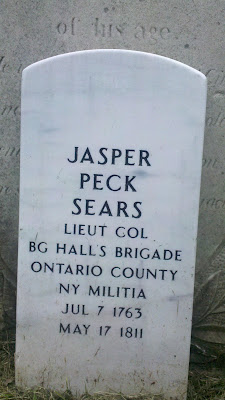 of his age.
JASPER
PECK
SEARS
LIEUT COL
BG HALL'S BRIGADE
ONTARIO COUNTY
NY MILITIA
JUL 7 1763
MAY 17 1811